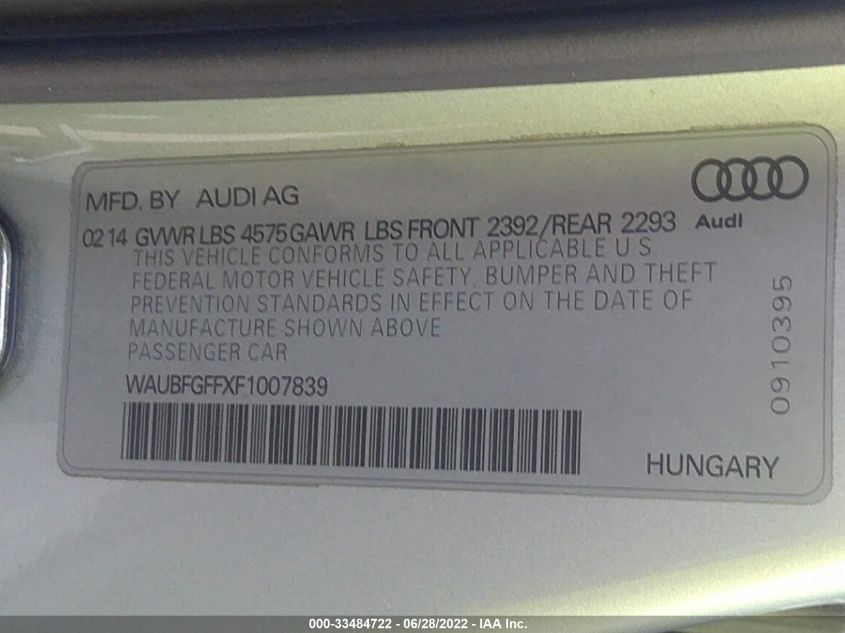 MFD. BY AUDI AG
Audi
02 14 GVWR LBS 4575 GAWR LBS FRONT 2392/REAR 2293
THIS VEHICLE CONFORMS TO ALL APPLICABLE U S
FEDERAL MOTOR VEHICLE SAFETY, BUMPER AND THEFT
PREVENTION STANDARDS IN EFFECT ON THE DATE OF
MANUFACTURE SHOWN ABOVE
PASSENGER CAR
WAUBFGFFXF1007839
0910395
HUNGARY
000-33484722 - 06/28/2022 - IAA Inc.